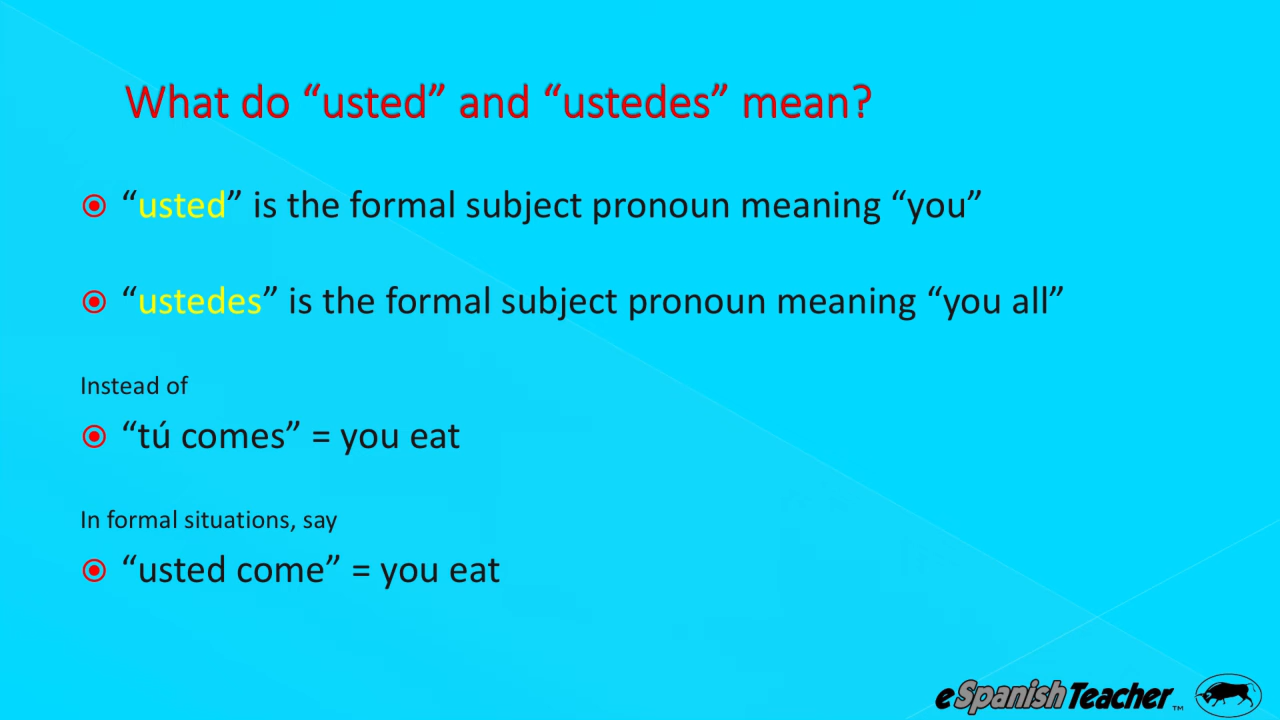 What do “usted” and “ustedes” mean?
“usted” is the formal subject pronoun meaning “you”
“ustedes” is the formal subject pronoun meaning “you all”
Instead of
“tú comes” = you eat
In formal situations, say
“usted come” = you eat
eSpanishTeacher™